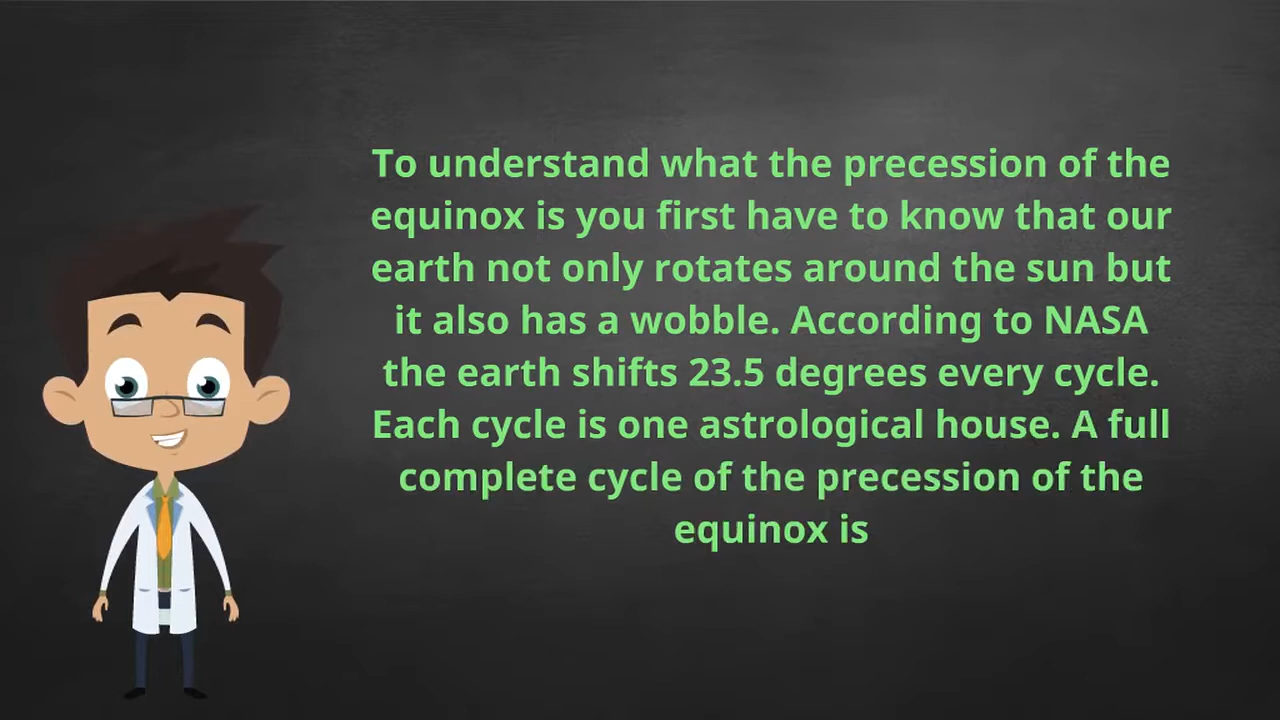 To understand what the precession of the
equinox is you first have to know that our
earth not only rotates around the sun but
it also has a wobble. According to NASA
the earth shifts 23.5 degrees every cycle.
Each cycle is one astrological house. A full
complete cycle of the precession of the
equinox is